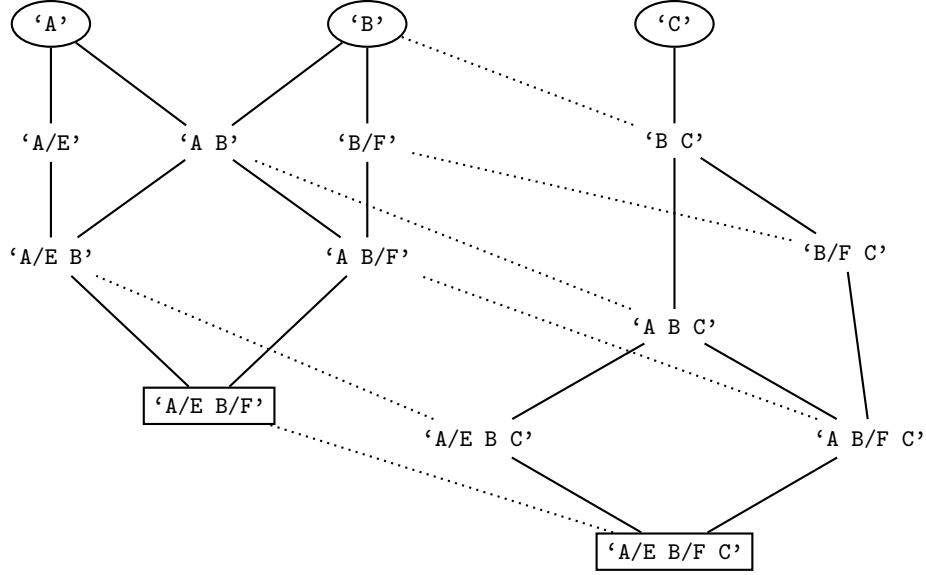 ‘A’ ‘B’ ‘C’
‘A/E’ ‘A B’ ‘B/F’ ‘B C’
‘A/E B’ ‘A B/F’ ‘B/F C’
‘A B C’
‘A/E B/F’
‘A/E B C’ ‘A B/F C’
‘A/E B/F C’